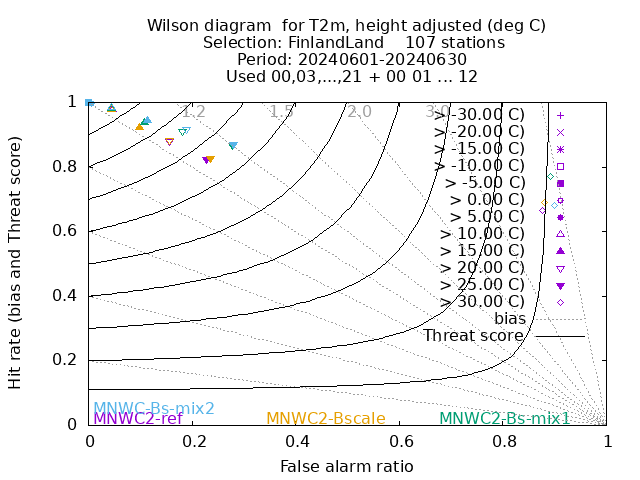 Wilson diagram  for T2m, height adjusted (deg C)
Selection: FinlandLand    107 stations
Period: 20240601-20240630
Used 00,03,...,21 + 00 01 ... 12
1.2 1.5 2.0 3.0
> -30.00 C)
> -20.00 C)
> -15.00 C)
> -10.00 C)
> -5.00 C)
> 0.00 C)
> 5.00 C)
> 10.00 C)
> 15.00 C)
> 20.00 C)
> 25.00 C)
> 30.00 C)
bias
Threat score
1
0.8
0.6
0.4
0.2
0
Hit rate (bias and Threat score)
MNWC-Bs-mix2
MNWC2-ref MNWC2-Bscale MNWC2-Bs-mix1
0 0.2 0.4 0.6 0.8 1
False alarm ratio